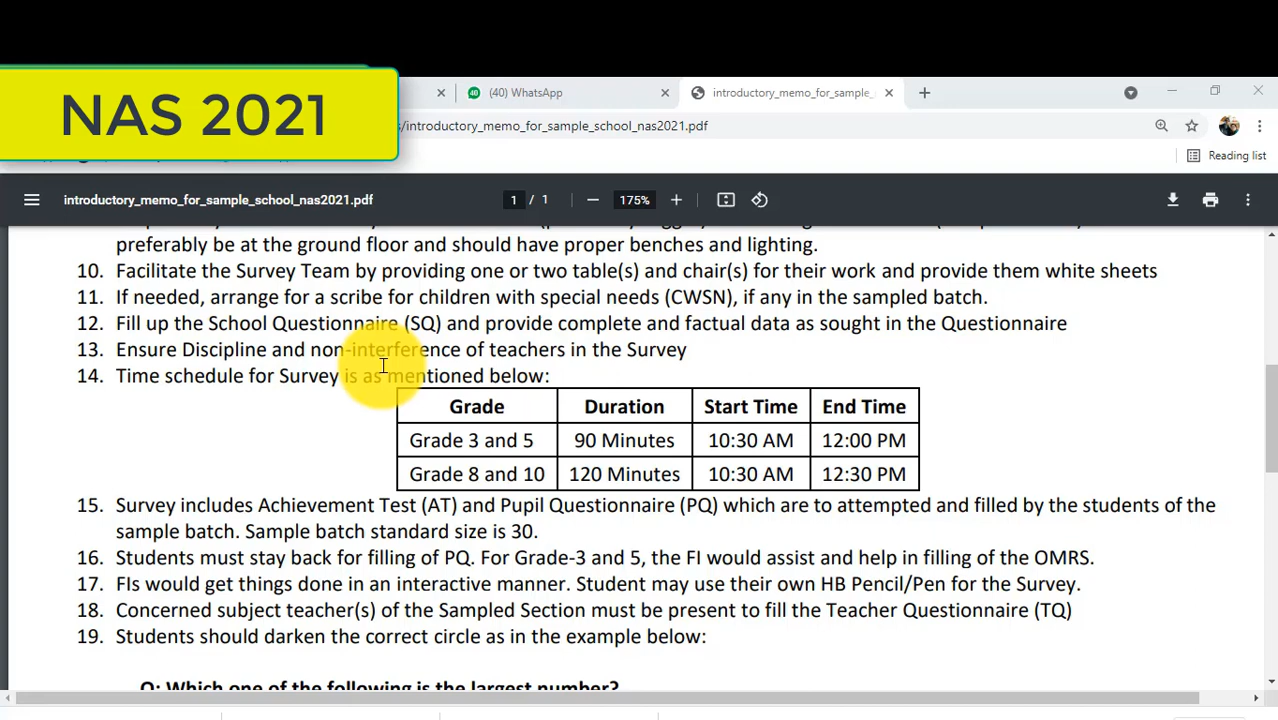 NAS 2021
(40) WhatsApp
introductory_memo_for_sample_
/introductory_memo_for_sample_school_nas2021.pdf
Reading list
introductory_memo_for_sample_school_nas2021.pdf
1 / 1
175%
preferably be at the ground floor and should have proper benches and lighting.
10. Facilitate the Survey Team by providing one or two table(s) and chair(s) for their work and provide them white sheets
11. If needed, arrange for a scribe for children with special needs (CWSN), if any in the sampled batch.
12. Fill up the School Questionnaire (SQ) and provide complete and factual data as sought in the Questionnaire
13. Ensure Discipline and non-interference of teachers in the Survey
14. Time schedule for Survey is as mentioned below:
Grade Duration Start Time End Time
Grade 3 and 5 90 Minutes 10:30 AM 12:00 PM
Grade 8 and 10 120 Minutes 10:30 AM 12:30 PM
15. Survey includes Achievement Test (AT) and Pupil Questionnaire (PQ) which are to attempted and filled by the students of the
sample batch. Sample batch standard size is 30.
16. Students must stay back for filling of PQ. For Grade-3 and 5, the FI would assist and help in filling of the OMRS.
17. FIs would get things done in an interactive manner. Student may use their own HB Pencil/Pen for the Survey.
18. Concerned subject teacher(s) of the Sampled Section must be present to fill the Teacher Questionnaire (TQ)
19. Students should darken the correct circle as in the example below:
Q: Which one of the following is the largest number?